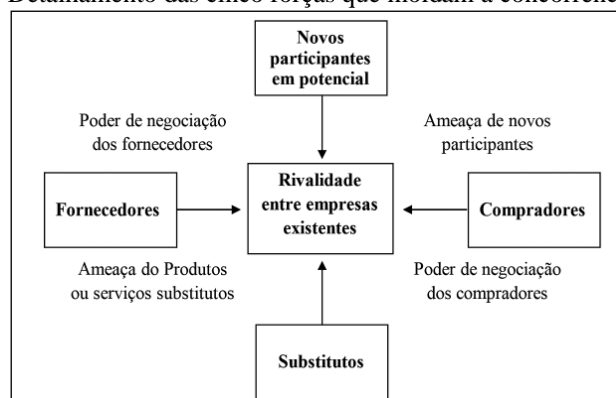 Detalhamento das cinco forças que moldam a concorrênc
Novos
participantes
em potencial
Poder de negociação
dos fornecedores
Ameaça de novos
participantes
Fornecedores
Rivalidade
entre empresas
existentes
Compradores
Ameaça do Produtos
ou serviços substitutos
Poder de negociação
dos compradores
Substitutos